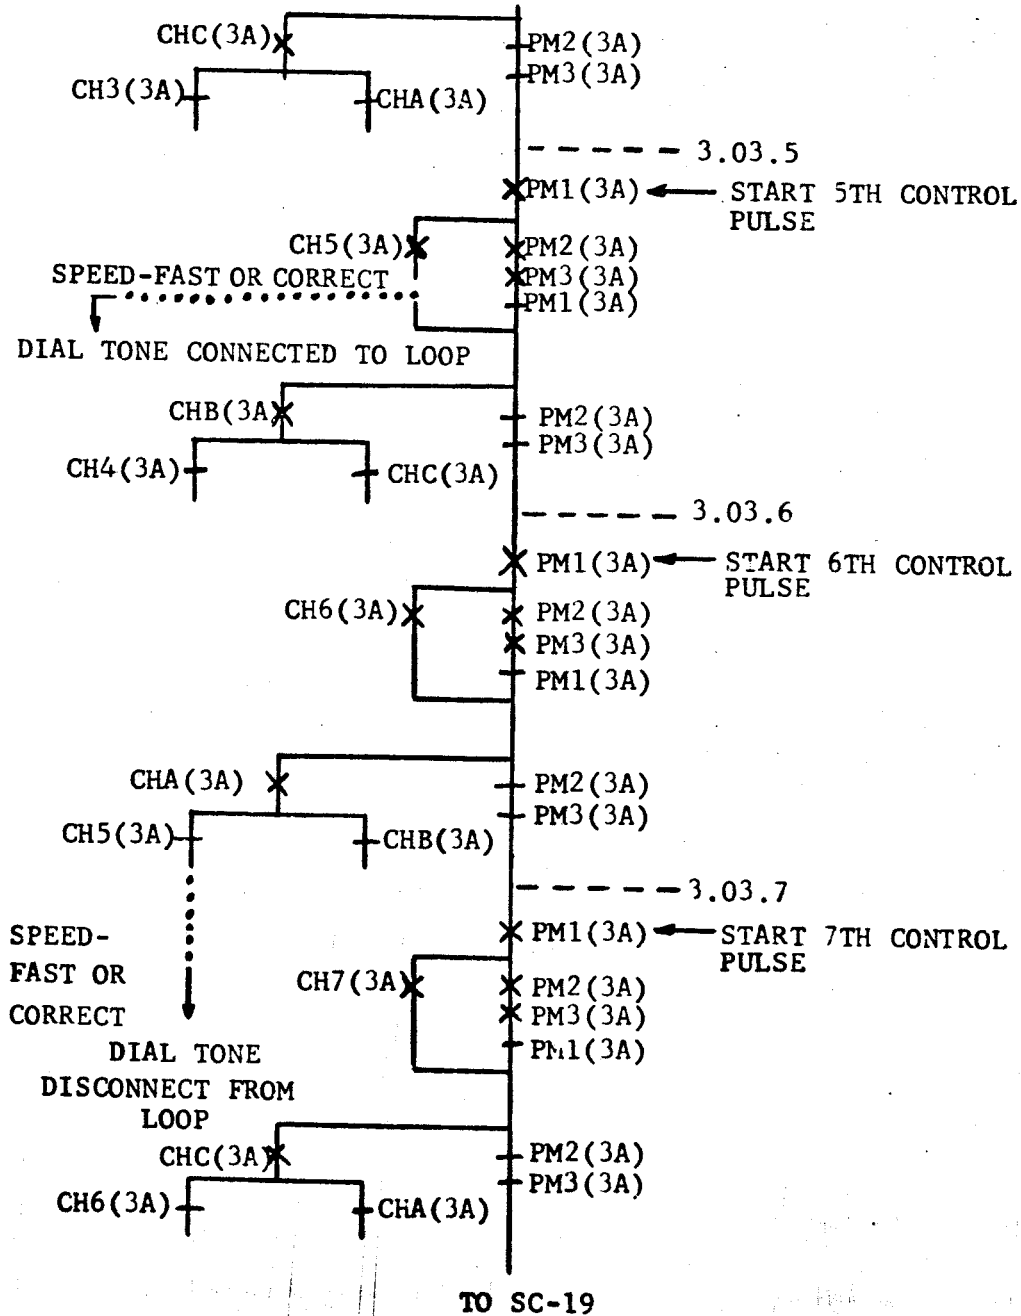 CHC(3A) PM2(3A)
CH3(3A) CHA(3A) PM3(3A)
3.03.5
PM1(3A) START 5TH CONTROL
PULSE
CH5(3A) PM2(3A)
SPEED-FAST OR CORRECT PM3(3A)
PM1(3A)
DIAL TONE CONNECTED TO LOOP
CHB(3A PM2(3A)
PM3(3A)
CH4(3A) CHC(3A)
3.03.6
PM1(3A) START 6TH CONTROL
PULSE
CH6(3A) PM2(3A)
PM3(3A)
PM1(3A)
CHA(3A) PM2(3A)
PM3(3A)
CH5(3A) CHB(3A)
3.03.7
PM1(3A) START 7TH CONTROL
PULSE
SPEED-
FAST OR
CORRECT
CH7(3A) PM2(3A)
PM3(3A)
PM1(3A)
DIAL TONE
DISCONNECT FROM
LOOP
CHC(3A) PM2(3A)
PM3(3A)
CH6(3A) CHA(3A)
TO SC-19